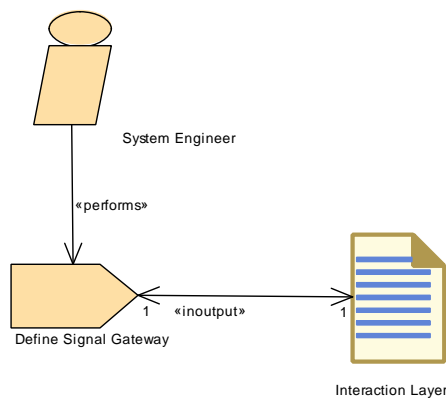 System Engineer
«performs»
1
«inoutput»
1
Define Signal Gateway
Interaction Layer